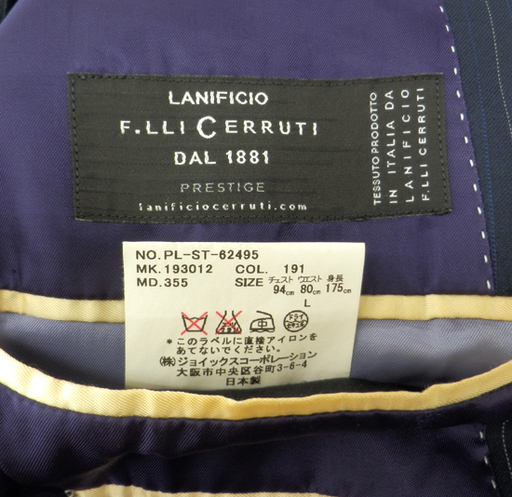 LANIFICIO
F.LLI CERRUTI
DAL 1881
PRESTIGE
lanificiocerruti.com
TESSUTO PRODOTTO
IN ITALIA DA
LANIFICIO
F.LLI CERRUTI
NO.PL-ST-62495
MK.193012 COL. 191
MD.355 SIZE チェスト ウエスト 身長
94cm 80cm 175cm
L
ドライ
＊このラベルに直接アイロンを
あてないでください。
(株)ジョイックスコーポレーション
大阪市中央区谷町3-6-4
日本製